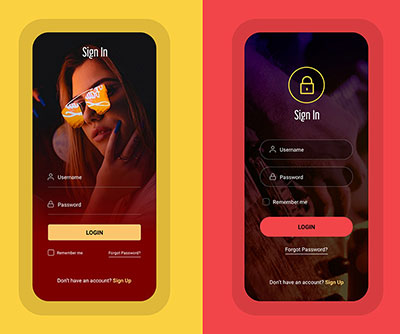 Sign In
Username
Password
LOGIN
Remember me Forgot Password?
Don't have an account? Sign Up
Sign In
Username
Password
Remember me
LOGIN
Forgot Password?
Don't have an account? Sign Up